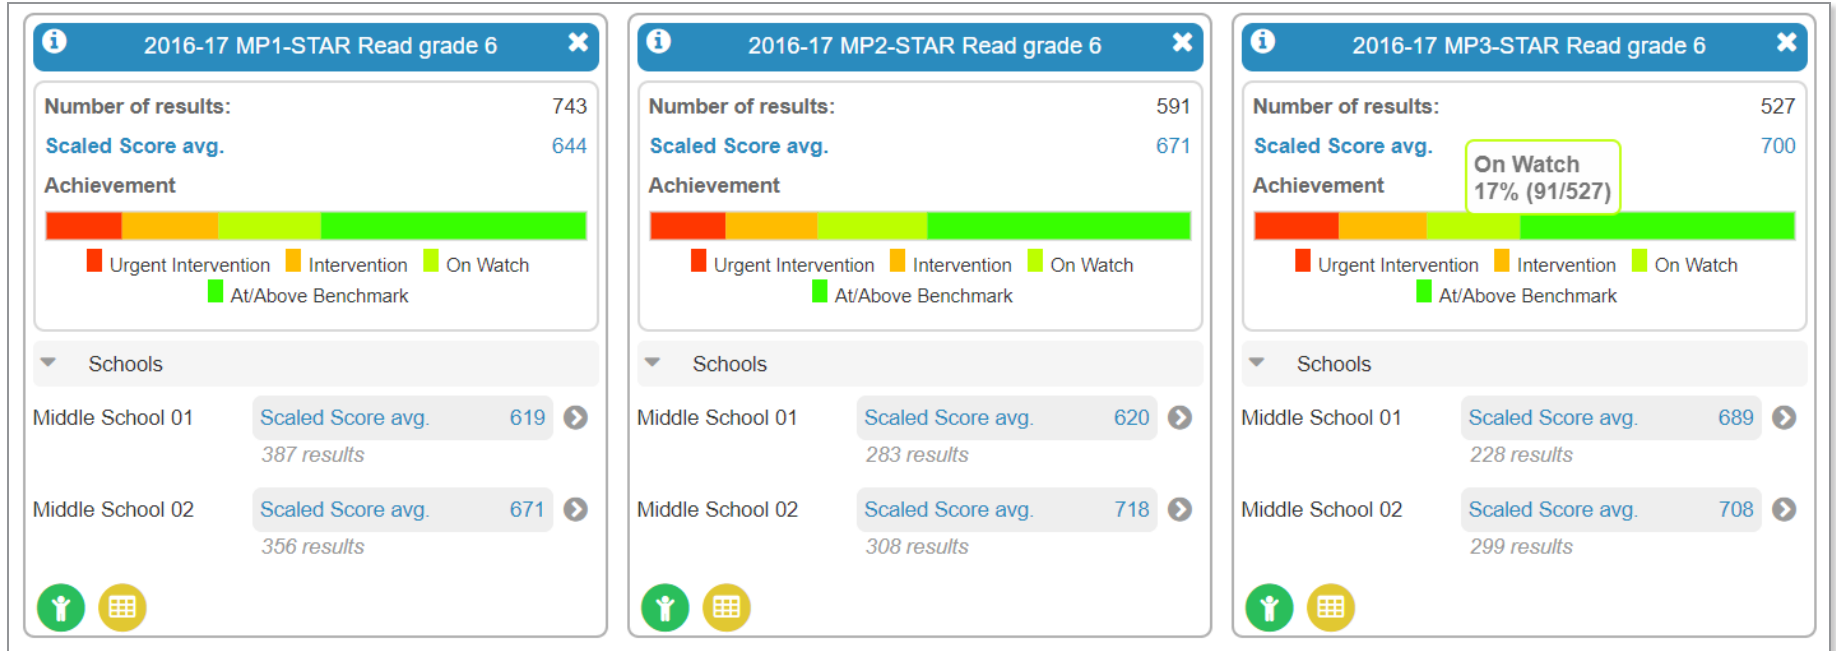 2016-17 MP1-STAR Read grade 6
Number of results: 743
Scaled Score avg. 644
Achievement
Urgent Intervention Intervention On Watch
At/Above Benchmark
Schools
Middle School 01 Scaled Score avg. 619
387 results
Middle School 02 Scaled Score avg. 671
356 results
2016-17 MP2-STAR Read grade 6
Number of results: 591
Scaled Score avg. 671
Achievement
Urgent Intervention Intervention On Watch
At/Above Benchmark
Schools
Middle School 01 Scaled Score avg. 620
283 results
Middle School 02 Scaled Score avg. 718
308 results
2016-17 MP3-STAR Read grade 6
Number of results: 527
Scaled Score avg. 700
On Watch
17% (91/527)
Achievement
Urgent Intervention Intervention On Watch
At/Above Benchmark
Schools
Middle School 01 Scaled Score avg. 689
228 results
Middle School 02 Scaled Score avg. 708
299 results